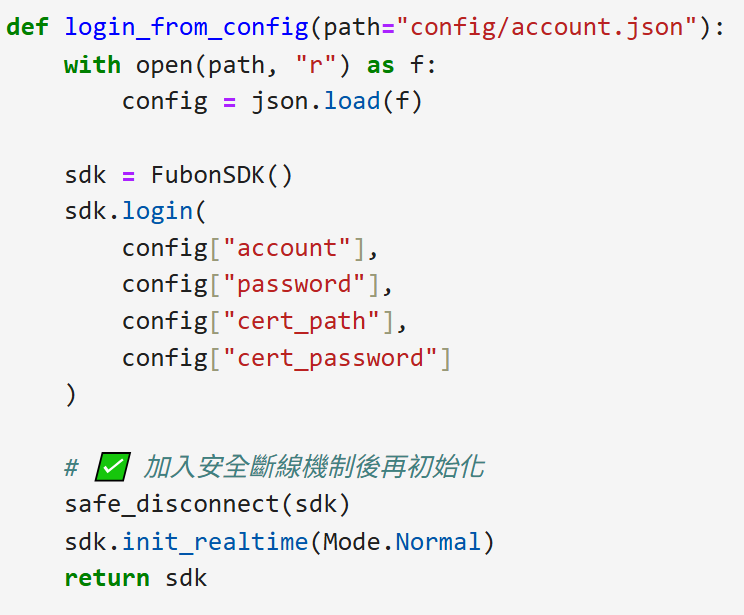 def login_from_config(path="config/account.json"):
    with open(path, "r") as f:
        config = json.load(f)

    sdk = FubonSDK()
    sdk.login(
        config["account"],
        config["password"],
        config["cert_path"],
        config["cert_password"]
    )

    # ✅ 加入安全斷線機制後再初始化
    safe_disconnect(sdk)
    sdk.init_realtime(Mode.Normal)
    return sdk